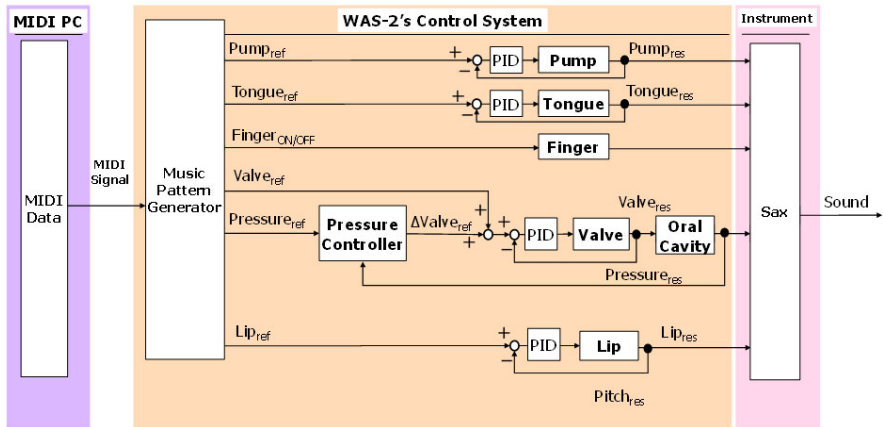 MIDI PC
WAS-2's Control System
Instrument
MIDI Data
MIDI
Signal
Music
Pattern
Generator
Pump_ref
+
−
PID
Pump
Pump_res
Tongue_ref
+
−
PID
Tongue
Tongue_res
Finger_ON/OFF
Finger
Valve_ref
+
Pressure_ref
Pressure
Controller
ΔValve_ref
+
+
−
PID
Valve
Valve_res
Oral
Cavity
Pressure_res
Lip_ref
+
−
PID
Lip
Lip_res
Pitch_res
Sax
Sound